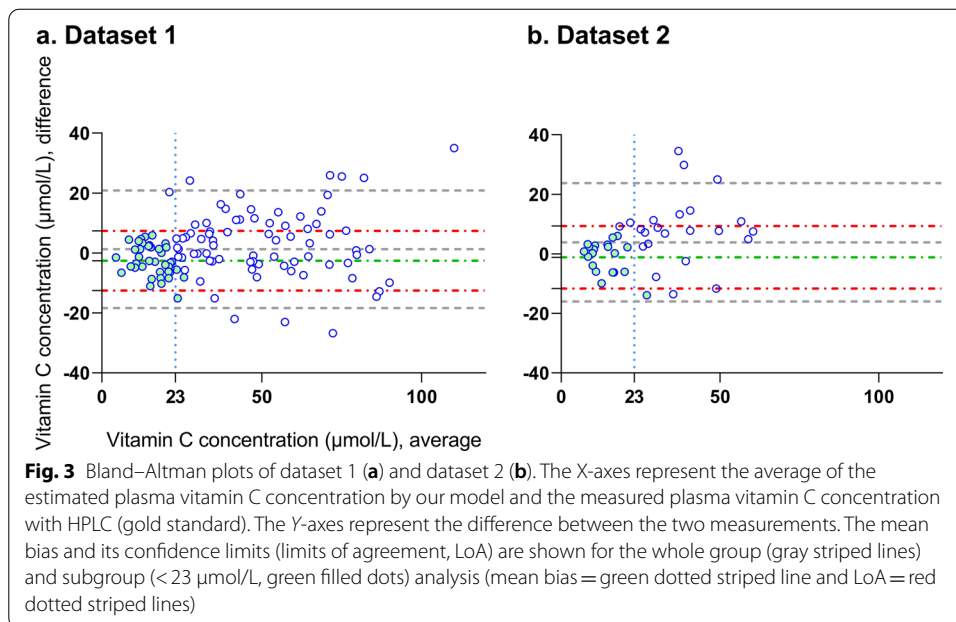 a. Dataset 1
b. Dataset 2
Vitamin C concentration (µmol/L), difference
40
20
0
-20
-40
0
23
50
100
40
20
0
-20
-40
0
23
50
100
Vitamin C concentration (µmol/L), average
Fig. 3 Bland–Altman plots of dataset 1 (a) and dataset 2 (b). The X-axes represent the average of the
estimated plasma vitamin C concentration by our model and the measured plasma vitamin C concentration
with HPLC (gold standard). The Y-axes represent the difference between the two measurements. The mean
bias and its confidence limits (limits of agreement, LoA) are shown for the whole group (gray striped lines)
and subgroup (< 23 µmol/L, green filled dots) analysis (mean bias = green dotted striped line and LoA = red
dotted striped lines)